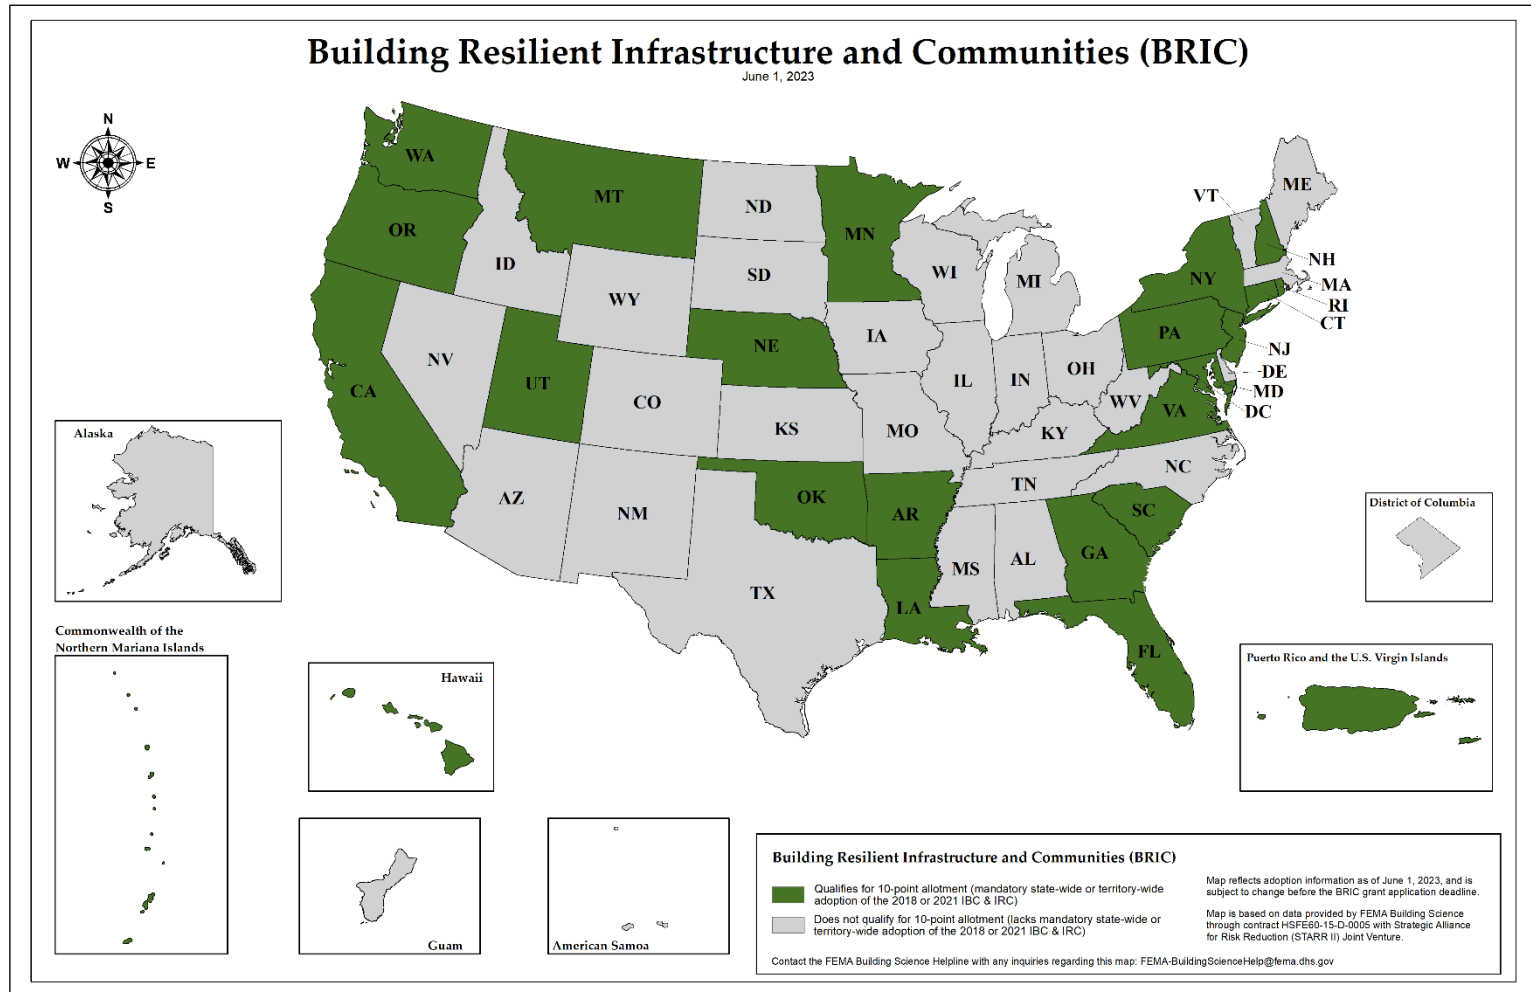 Building Resilient Infrastructure and Communities (BRIC)
June 1, 2023
N
W
E
S
WA
OR
CA
MT
ID
WY
NV
UT
CO
AZ
NM
ND
SD
NE
KS
OK
TX
MN
IA
MO
AR
LA
WI
IL
MI
IN
OH
KY
TN
MS
AL
GA
FL
SC
NC
VA
WV
PA
NY
VT
ME
NH
MA
RI
CT
NJ
DE
MD
DC
Alaska
Commonwealth of the
Northern Mariana Islands
Hawaii
Guam
American Samoa
District of Columbia
Puerto Rico and the U.S. Virgin Islands
Building Resilient Infrastructure and Communities (BRIC)
Qualifies for 10-point allotment (mandatory state-wide or territory-wide
adoption of the 2018 or 2021 IBC & IRC)
Does not qualify for 10-point allotment (lacks mandatory state-wide or
territory-wide adoption of the 2018 or 2021 IBC & IRC)
Contact the FEMA Building Science Helpline with any inquiries regarding this map: FEMA-BuildingScienceHelp@fema.dhs.gov
Map reflects adoption information as of June 1, 2023, and is
subject to change before the BRIC grant application deadline.
Map is based on data provided by FEMA Building Science
through contract HSFE60-15-D-0005 with Strategic Alliance
for Risk Reduction (STARR II) Joint Venture.